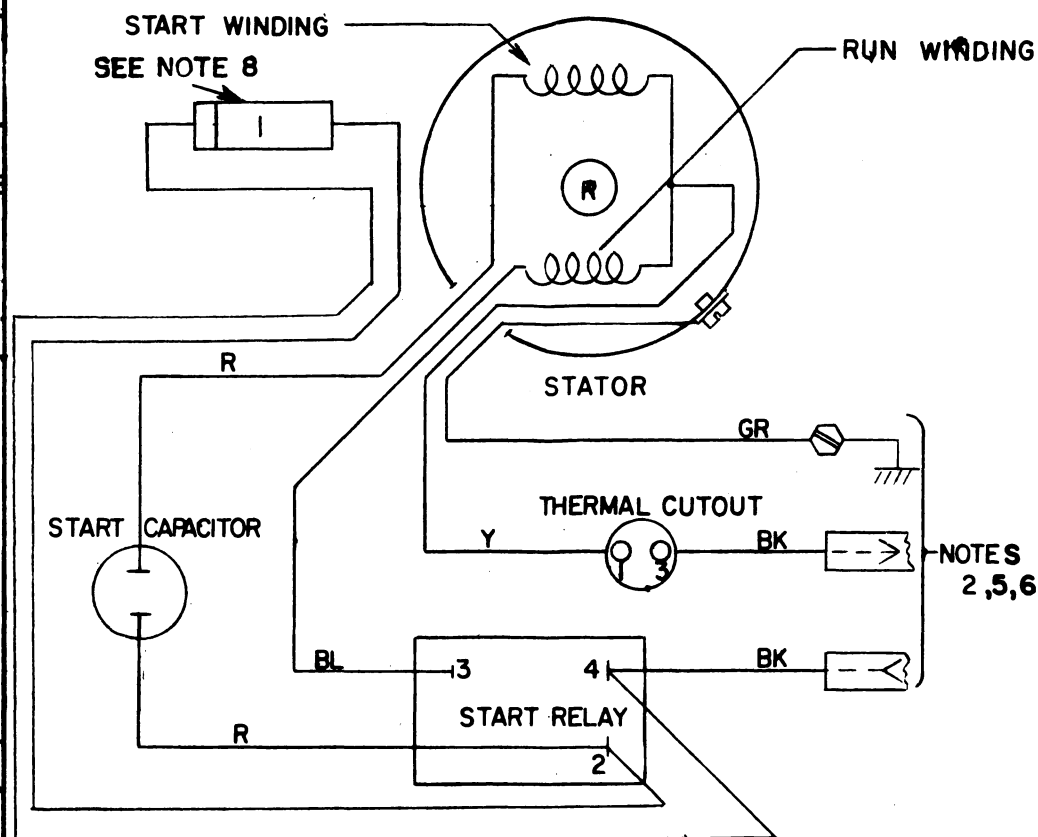 START WINDING
RUN WINDING
SEE NOTE 8
1
R
R
STATOR
GR
THERMAL CUTOUT
START CAPACITOR
Y
1 3
BK
NOTES
2,5,6
BL
3
4
BK
START RELAY
R
2